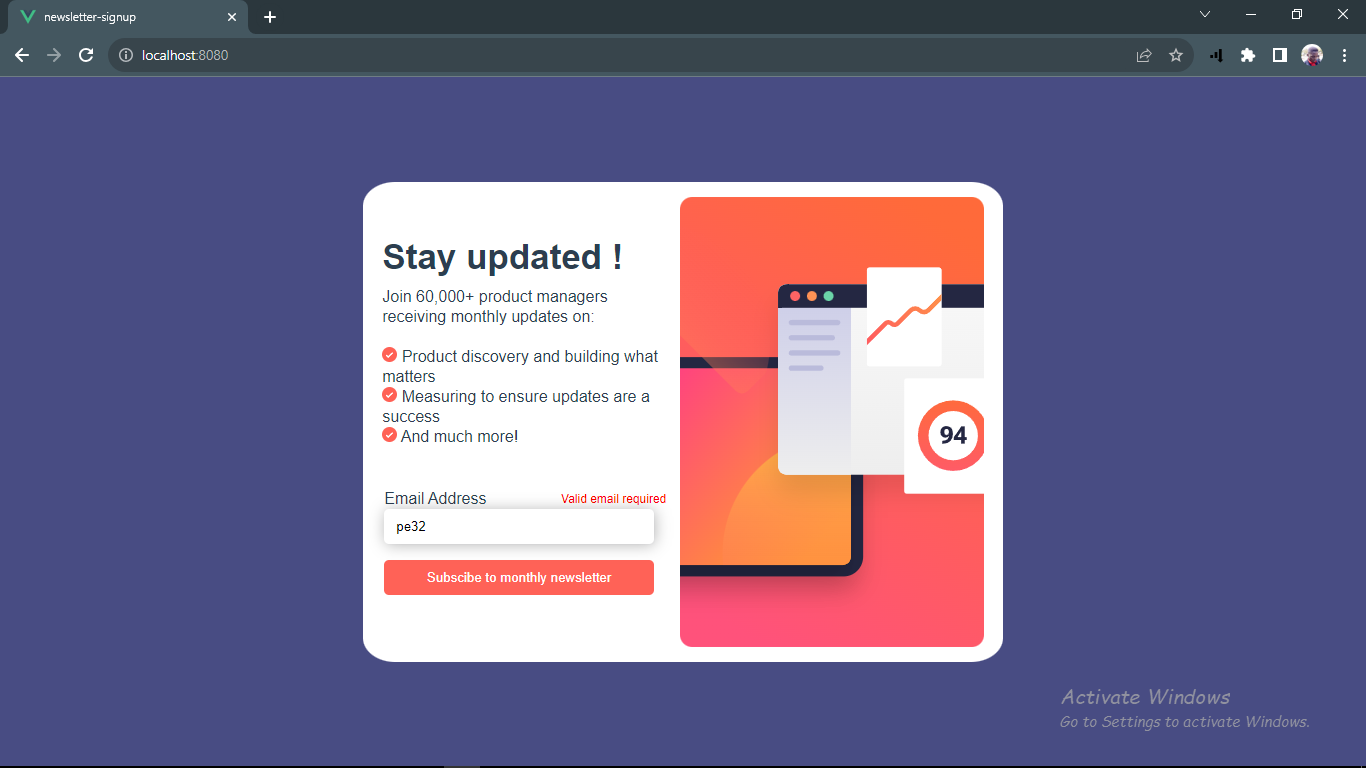 newsletter-signup
localhost:8080
Stay updated !
Join 60,000+ product managers
receiving monthly updates on:
Product discovery and building what
matters
Measuring to ensure updates are a
success
And much more!
Email Address
Valid email required
pe32
Subscibe to monthly newsletter
94
Activate Windows
Go to Settings to activate Windows.